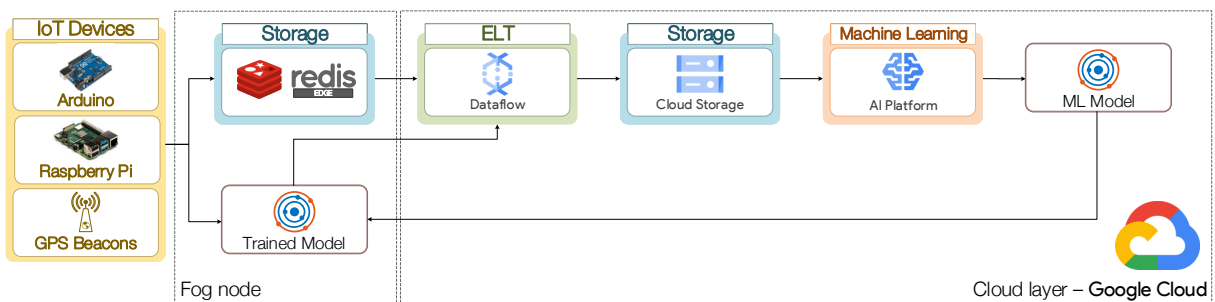 IoT Devices
Arduino
Raspberry Pi
GPS Beacons
Storage
redis
EDGE
Trained Model
Fog node
ELT
Dataflow
Storage
Cloud Storage
Machine Learning
AI Platform
ML Model
Cloud layer – Google Cloud